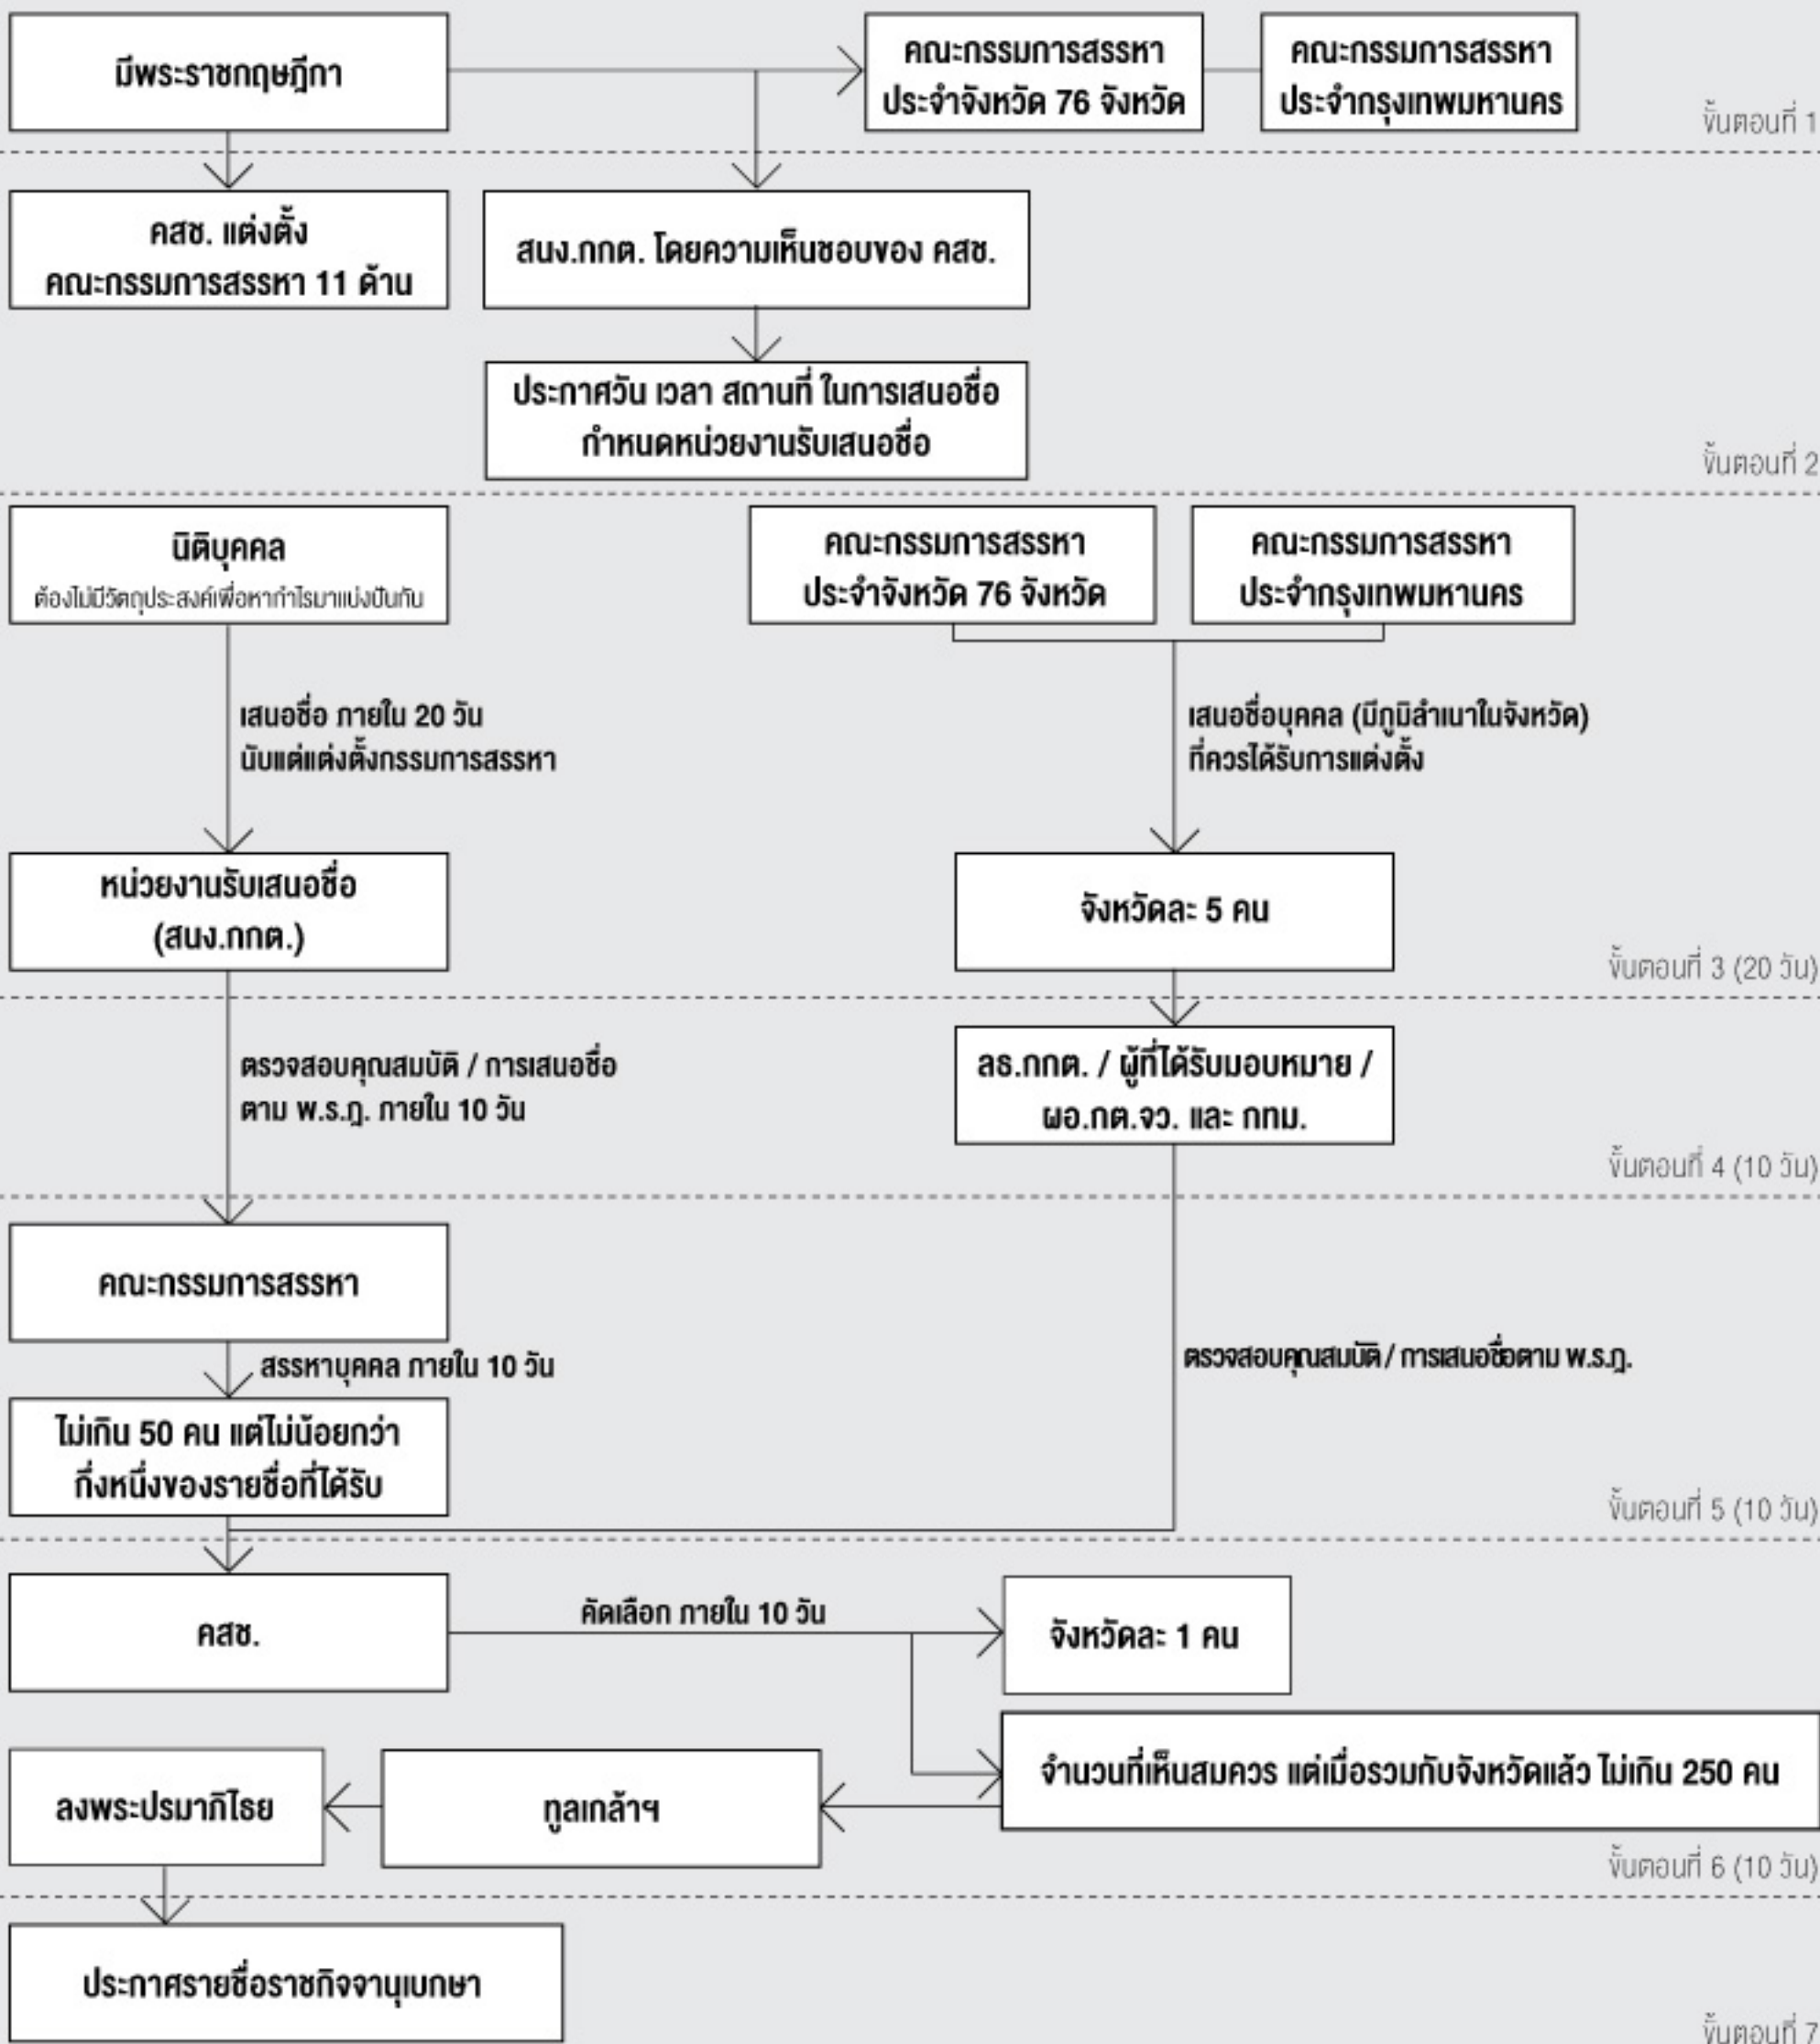 มีพระราชกฤษฎีกา
คณะกรรมการสรรหา
ประจำจังหวัด 76 จังหวัด
คณะกรรมการสรรหา
ประจำกรุงเทพมหานคร
ขั้นตอนที่ 1
คสช. แต่งตั้ง
คณะกรรมการสรรหา 11 ด้าน
สนง.กกต. โดยความเห็นชอบของ คสช.
ประกาศวัน เวลา สถานที่ ในการเสนอชื่อ
กำหนดหน่วยงานรับเสนอชื่อ
ขั้นตอนที่ 2
นิติบุคคล
ต้องไม่มีวัตถุประสงค์เพื่อหากำไรมาแบ่งปันกัน
คณะกรรมการสรรหา
ประจำจังหวัด 76 จังหวัด
คณะกรรมการสรรหา
ประจำกรุงเทพมหานคร
เสนอชื่อ ภายใน 20 วัน
นับแต่แต่งตั้งกรรมการสรรหา
เสนอชื่อบุคคล (มีภูมิลำเนาในจังหวัด)
ที่ควรได้รับการแต่งตั้ง
หน่วยงานรับเสนอชื่อ
(สนง.กกต.)
จังหวัดละ 5 คน
ขั้นตอนที่ 3 (20 วัน)
ตรวจสอบคุณสมบัติ / การเสนอชื่อ
ตาม พ.ร.ฎ. ภายใน 10 วัน
ลธ.กกต. / ผู้ที่ได้รับมอบหมาย /
ผอ.กต.จว. และ กทม.
ขั้นตอนที่ 4 (10 วัน)
คณะกรรมการสรรหา
สรรหาบุคคล ภายใน 10 วัน
ตรวจสอบคุณสมบัติ / การเสนอชื่อตาม พ.ร.ฎ.
ไม่เกิน 50 คน แต่ไม่น้อยกว่า
กึ่งหนึ่งของรายชื่อที่ได้รับ
ขั้นตอนที่ 5 (10 วัน)
คสช.
คัดเลือก ภายใน 10 วัน
จังหวัดละ 1 คน
จำนวนที่เห็นสมควร แต่เมื่อรวมกับจังหวัดแล้ว ไม่เกิน 250 คน
ทูลเกล้าฯ
ลงพระปรมาภิไธย
ขั้นตอนที่ 6 (10 วัน)
ประกาศรายชื่อราชกิจจานุเบกษา
ขั้นตอนที่ 7